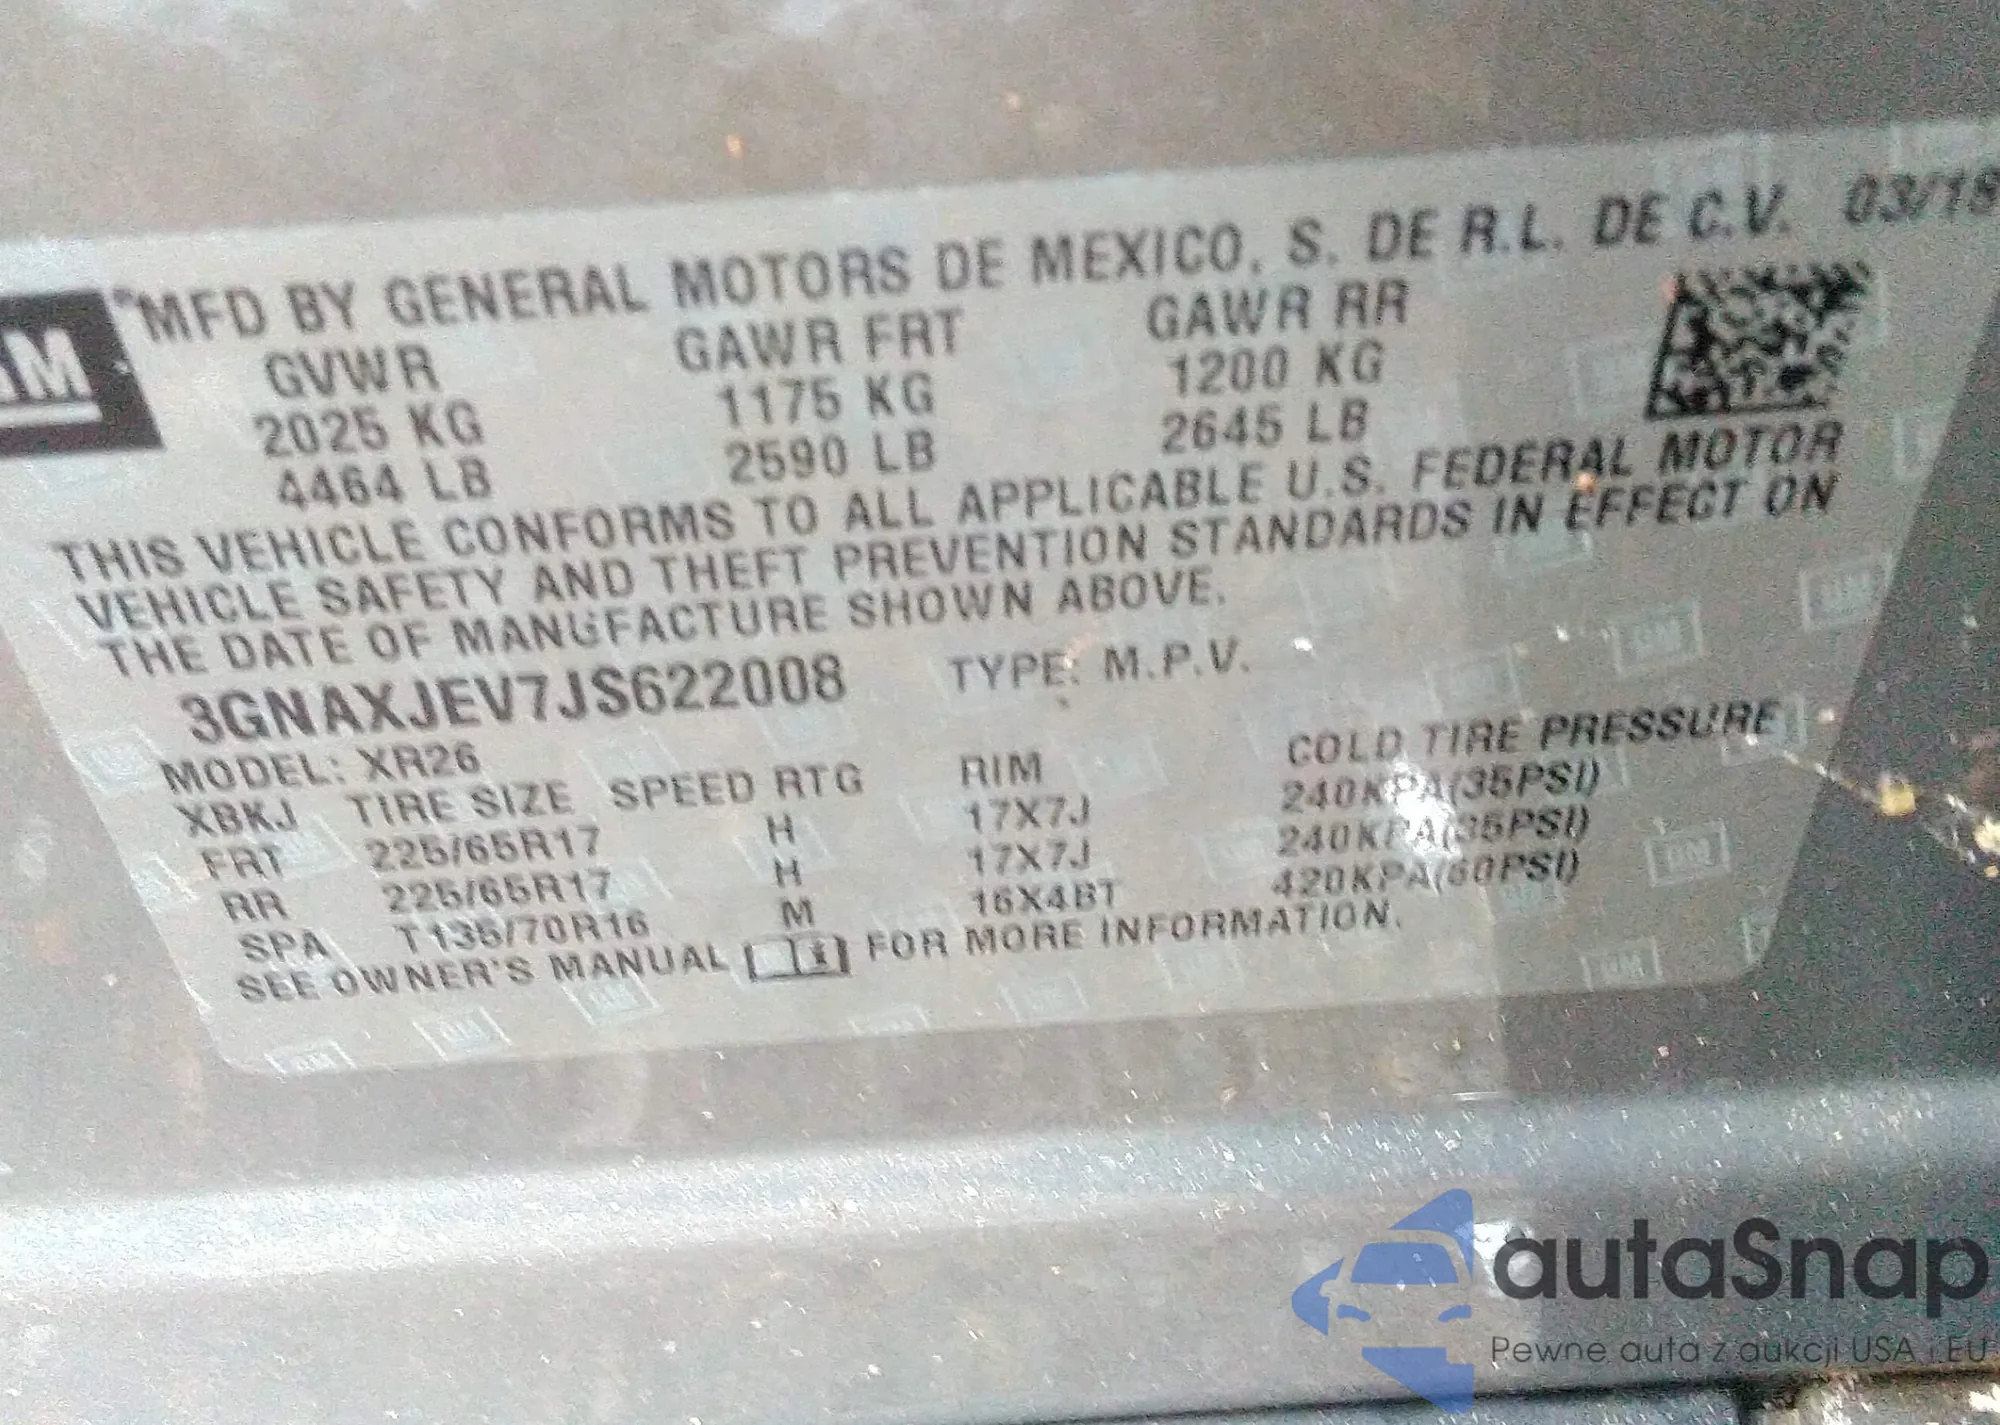 GM
MFD BY GENERAL MOTORS DE MEXICO, S. DE R.L. DE C.V. 03/18
GVWR GAWR FRT GAWR RR
2025 KG 1175 KG 1200 KG
4464 LB 2590 LB 2645 LB
THIS VEHICLE CONFORMS TO ALL APPLICABLE U.S. FEDERAL MOTOR
VEHICLE SAFETY AND THEFT PREVENTION STANDARDS IN EFFECT ON
THE DATE OF MANUFACTURE SHOWN ABOVE.
3GNAXJEV7JS622008 TYPE: M.P.V.
MODEL: XR26
XBKJ TIRE SIZE SPEED RTG RIM COLD TIRE PRESSURE
FRT 225/65R17 H 17X7J 240KPA(35PSI)
RR 225/65R17 H 17X7J 240KPA(35PSI)
SPA T135/70R16 M 16X4BT 420KPA(60PSI)
SEE OWNER'S MANUAL FOR MORE INFORMATION.
autaSnap
Pewne auta z aukcji USA i EU